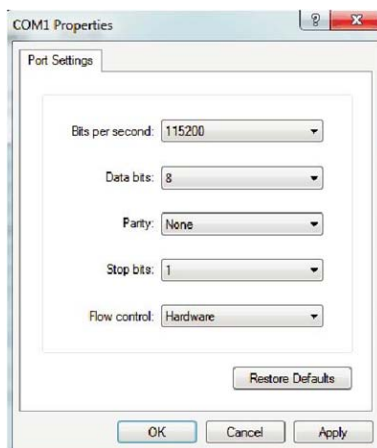 COM1 Properties
Port Settings
Bits per second: 115200
Data bits: 8
Parity: None
Stop bits: 1
Flow control: Hardware
Restore Defaults
OK Cancel Apply